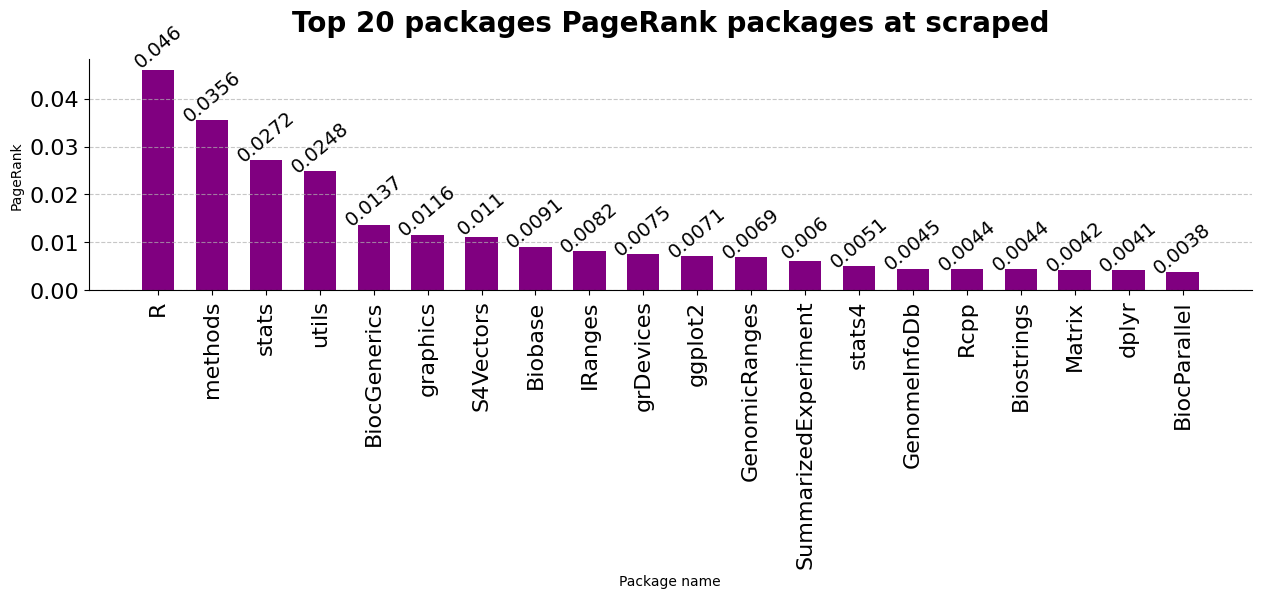 Top 20 packages PageRank packages at scraped
PageRank
0.04
0.03
0.02
0.01
0.00
0.046
0.0356
0.0272
0.0248
0.0137
0.0116
0.011
0.0091
0.0082
0.0075
0.0071
0.0069
0.006
0.0051
0.0045
0.0044
0.0044
0.0042
0.0041
0.0038
R
methods
stats
utils
BiocGenerics
graphics
S4Vectors
Biobase
IRanges
grDevices
ggplot2
GenomicRanges
SummarizedExperiment
stats4
GenomeInfoDb
Rcpp
Biostrings
Matrix
dplyr
BiocParallel
Package name